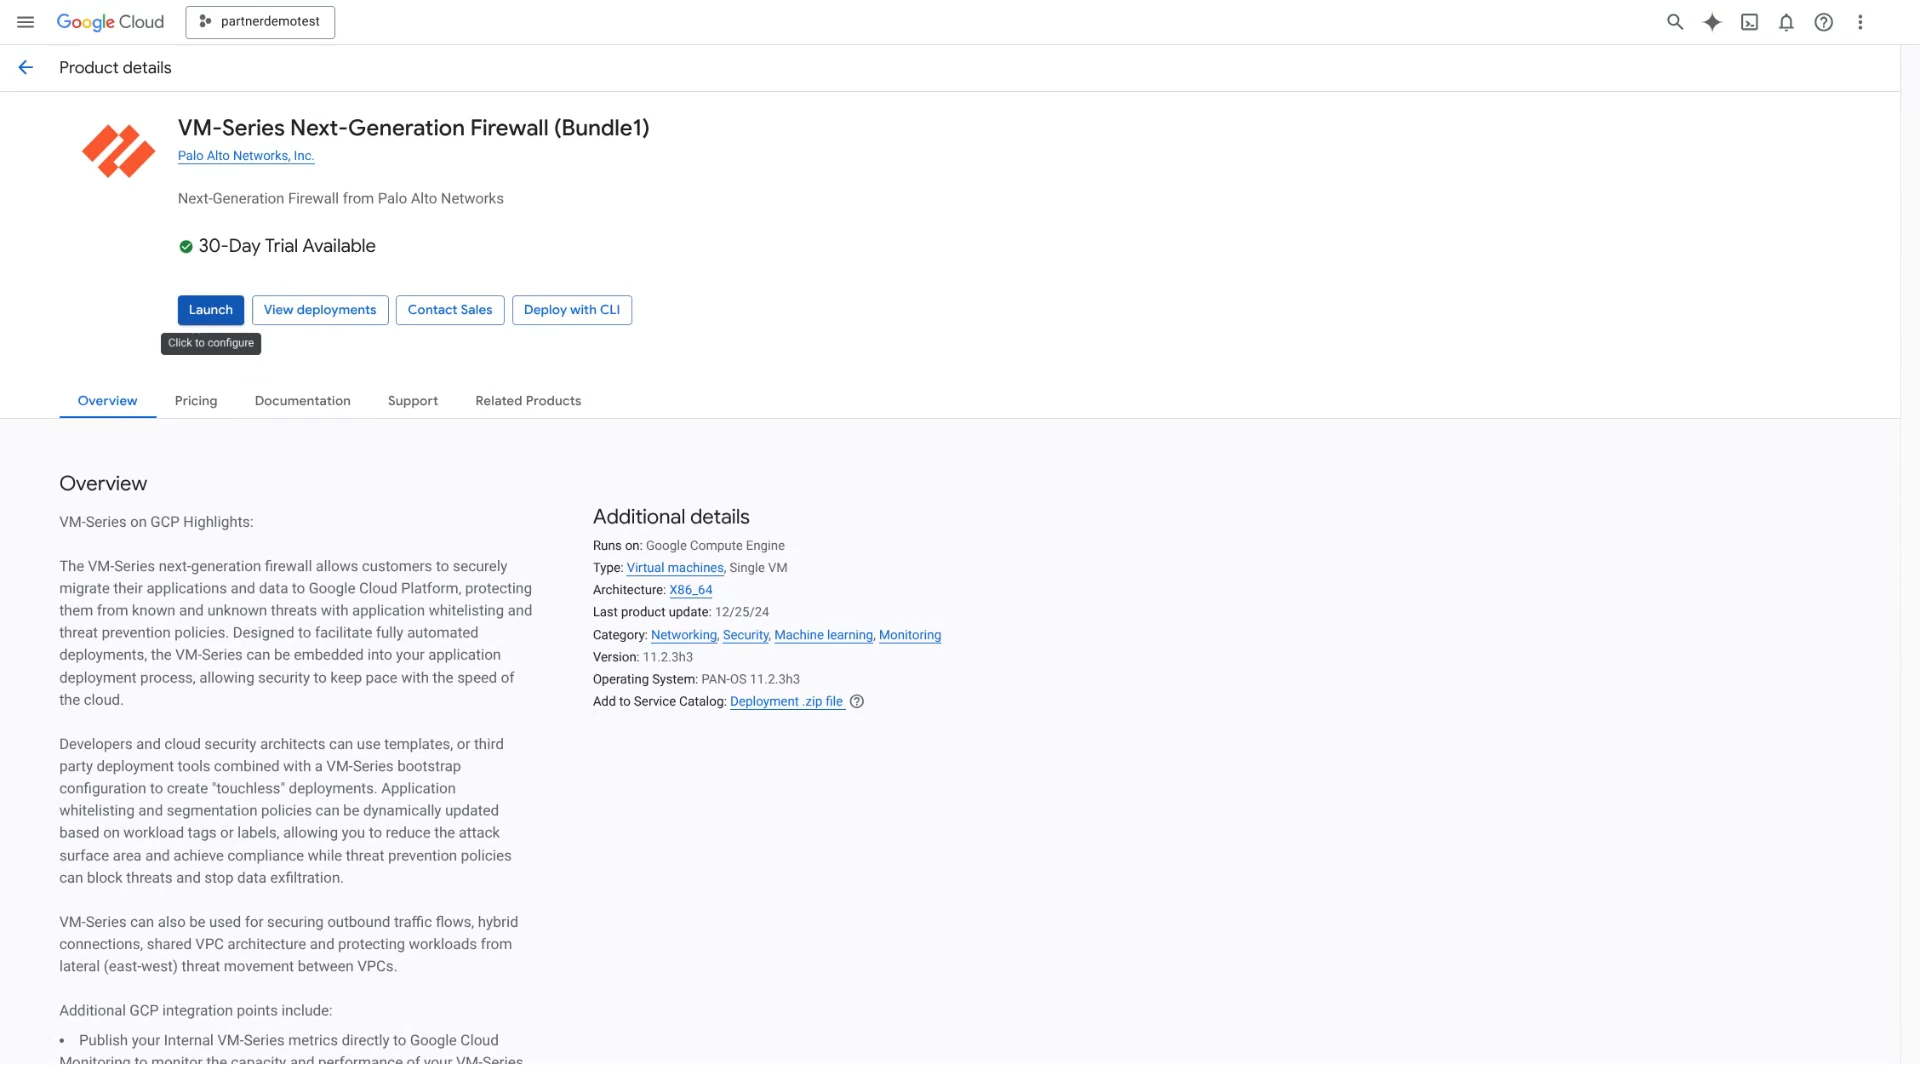 Google Cloud
partnerdemotest
Product details
VM-Series Next-Generation Firewall (Bundle1)
Palo Alto Networks, Inc.
Next-Generation Firewall from Palo Alto Networks
30-Day Trial Available
Launch
View deployments
Contact Sales
Deploy with CLI
Click to configure
Overview
Pricing
Documentation
Support
Related Products
Overview
VM-Series on GCP Highlights:
The VM-Series next-generation firewall allows customers to securely
migrate their applications and data to Google Cloud Platform, protecting
them from known and unknown threats with application whitelisting and
threat prevention policies. Designed to facilitate fully automated
deployments, the VM-Series can be embedded into your application
deployment process, allowing security to keep pace with the speed of
the cloud.
Developers and cloud security architects can use templates, or third
party deployment tools combined with a VM-Series bootstrap
configuration to create "touchless" deployments. Application
whitelisting and segmentation policies can be dynamically updated
based on workload tags or labels, allowing you to reduce the attack
surface area and achieve compliance while threat prevention policies
can block threats and stop data exfiltration.
VM-Series can also be used for securing outbound traffic flows, hybrid
connections, shared VPC architecture and protecting workloads from
lateral (east-west) threat movement between VPCs.
Additional GCP integration points include:
• Publish your Internal VM-Series metrics directly to Google Cloud
Monitoring to monitor the capacity and performance of your VM-Series
Additional details
Runs on: Google Compute Engine
Type: Virtual machines, Single VM
Architecture: X86_64
Last product update: 12/25/24
Category: Networking, Security, Machine learning, Monitoring
Version: 11.2.3h3
Operating System: PAN-OS 11.2.3h3
Add to Service Catalog: Deployment .zip file